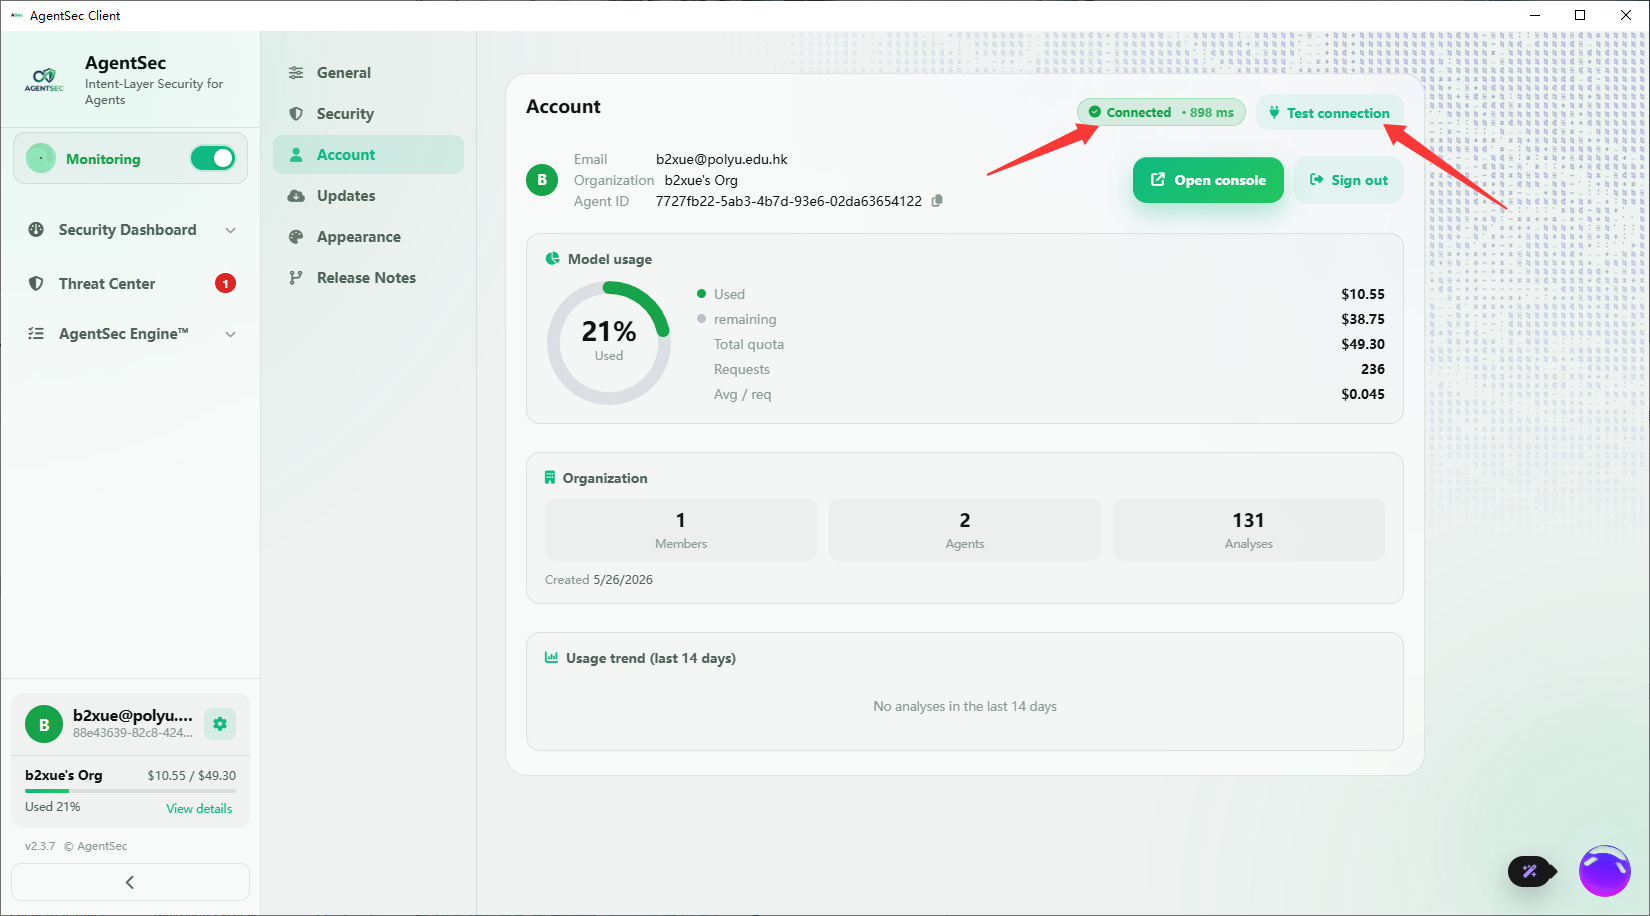 AgentSec Client
AgentSec
Intent-Layer Security for
Agents
AGENTSEC
Monitoring
Security Dashboard
Threat Center
1
AgentSec Engine™
b2xue@polyu....
88e43639-82c8-424...
b2xue's Org
$10.55 / $49.30
Used 21%
View details
v2.3.7 © AgentSec
General
Security
Account
Updates
Appearance
Release Notes
Account
Connected • 898 ms
Test connection
B
Email b2xue@polyu.edu.hk
Organization b2xue's Org
Agent ID 7727fb22-5ab3-4b7d-93e6-02da63654122
Open console
Sign out
Model usage
21%
Used
Used $10.55
remaining $38.75
Total quota $49.30
Requests 236
Avg / req $0.045
Organization
1
Members
2
Agents
131
Analyses
Created 5/26/2026
Usage trend (last 14 days)
No analyses in the last 14 days
B